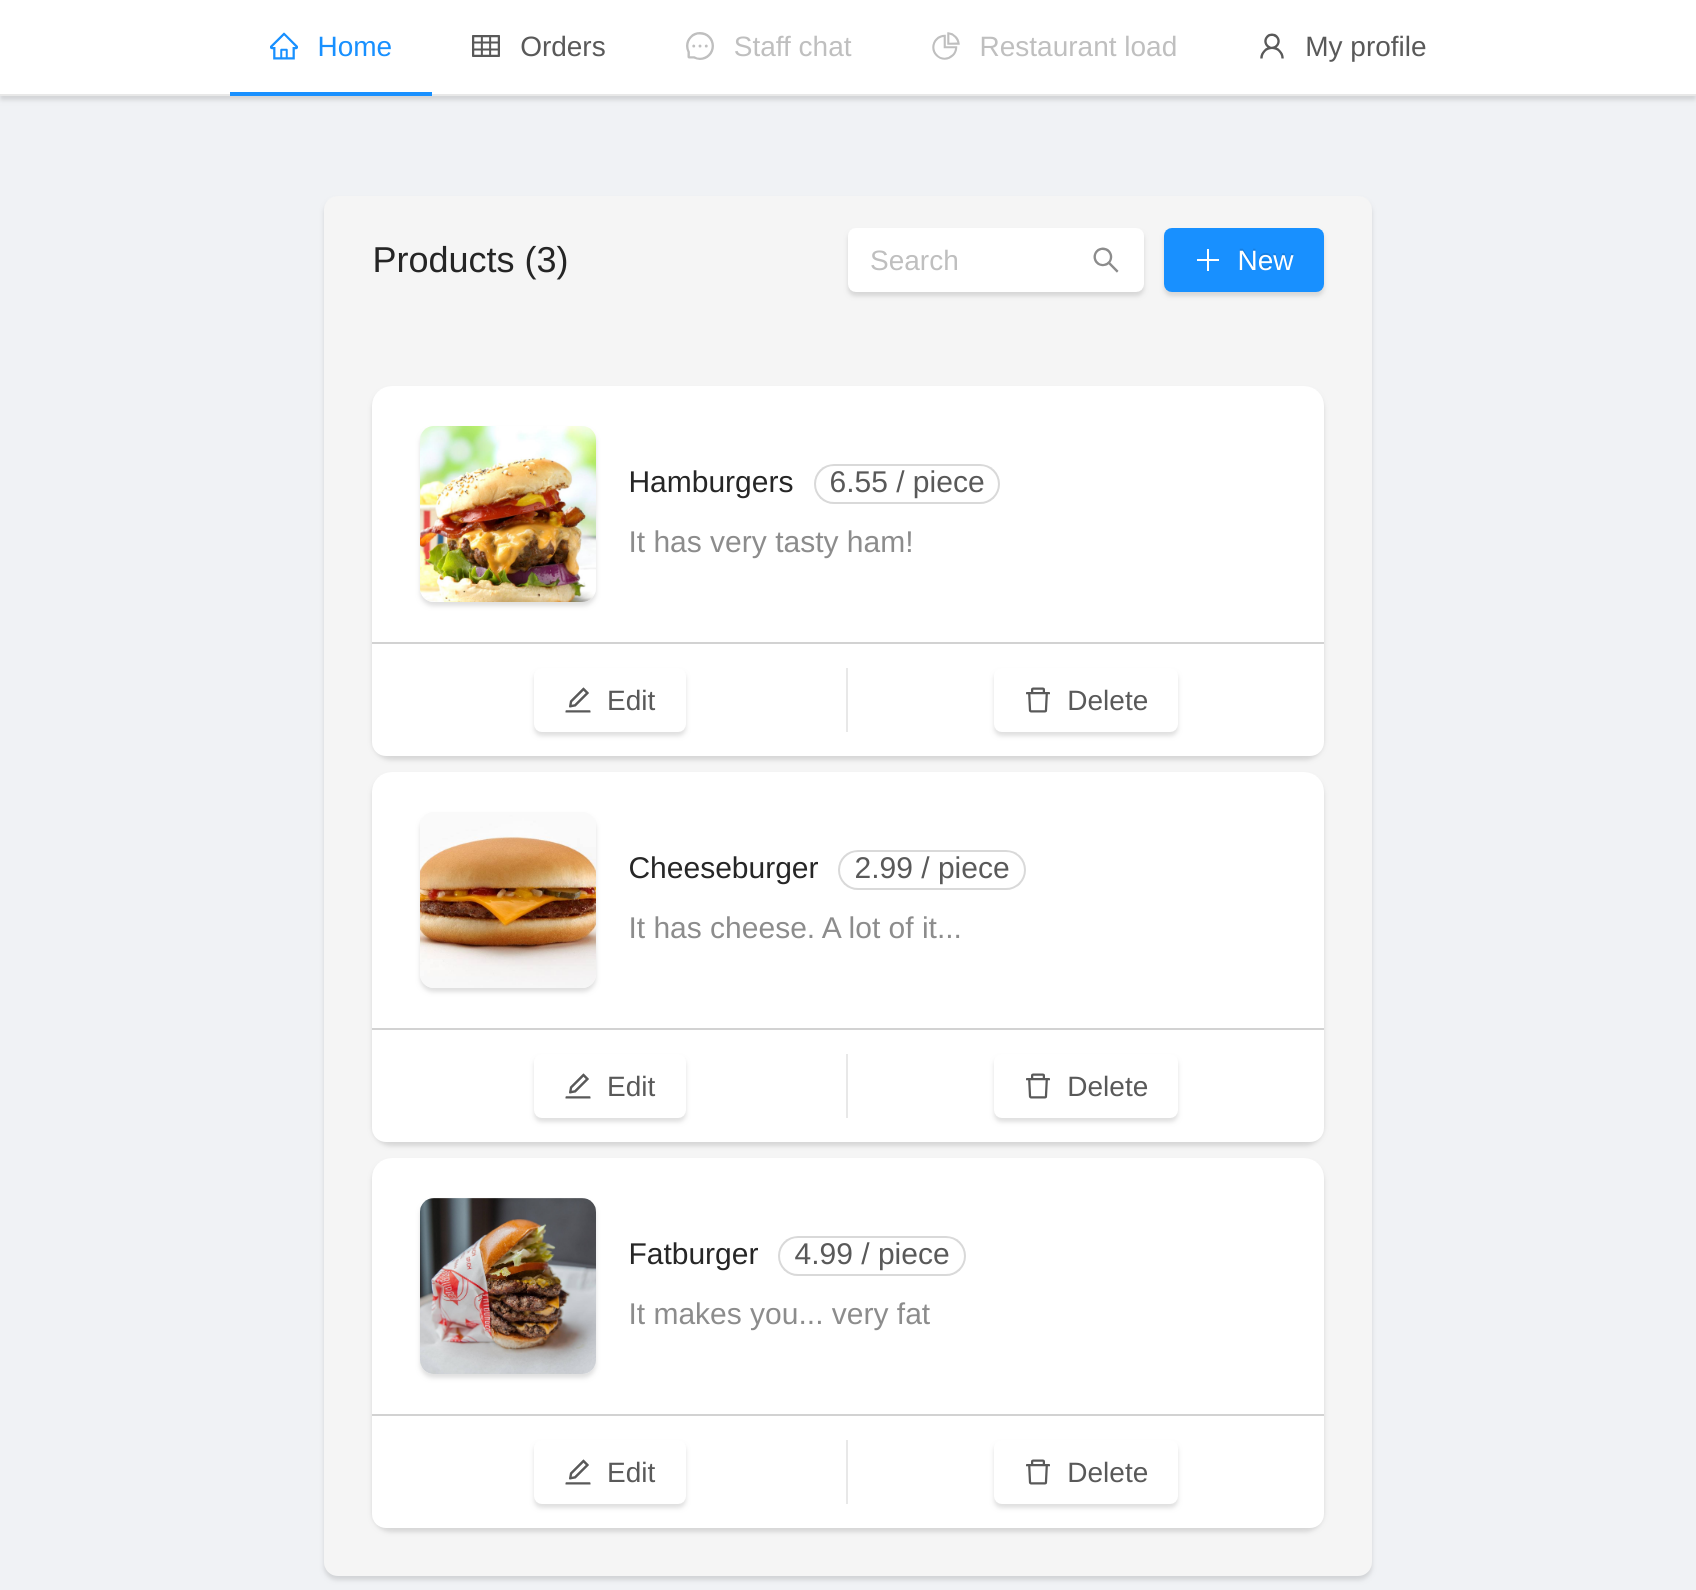 Home Orders Staff chat Restaurant load My profile
Products (3) Search New
Hamburgers 6.55 / piece
It has very tasty ham!
Edit Delete
Cheeseburger 2.99 / piece
It has cheese. A lot of it...
Edit Delete
Fatburger 4.99 / piece
It makes you... very fat
Edit Delete